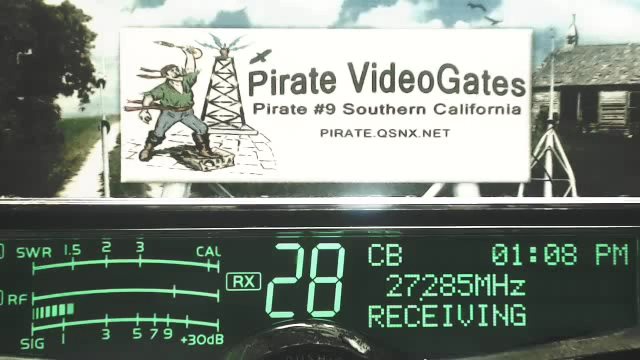 Pirate VideoGates
Pirate #9 Southern California
PIRATE.QSNX.NET
SWR 1.5 2 3 CAL
RF
SIG 1 3 5 7 9 +30dB
RX
28
CB 01:08 PM
27285MHz
RECEIVING